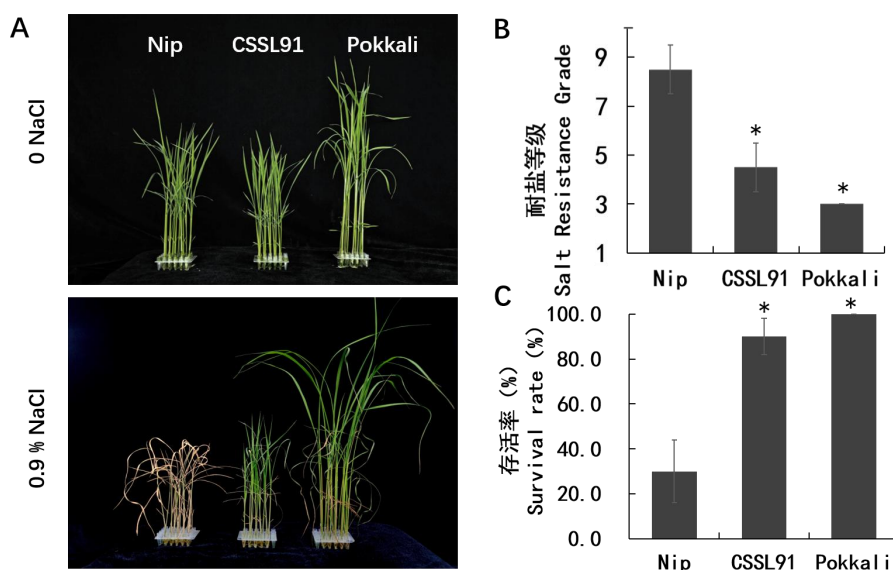 A
Nip
CSSL91
Pokkali
0 NaCl
0.9 % NaCl
B
耐盐等级
Salt Resistance Grade
9
7
5
3
1
*
*
Nip
CSSL91
Pokkali
C
存活率（%）
Survival rate（%）
100.0
80.0
60.0
40.0
20.0
0.0
*
*
Nip
CSSL91
Pokkali